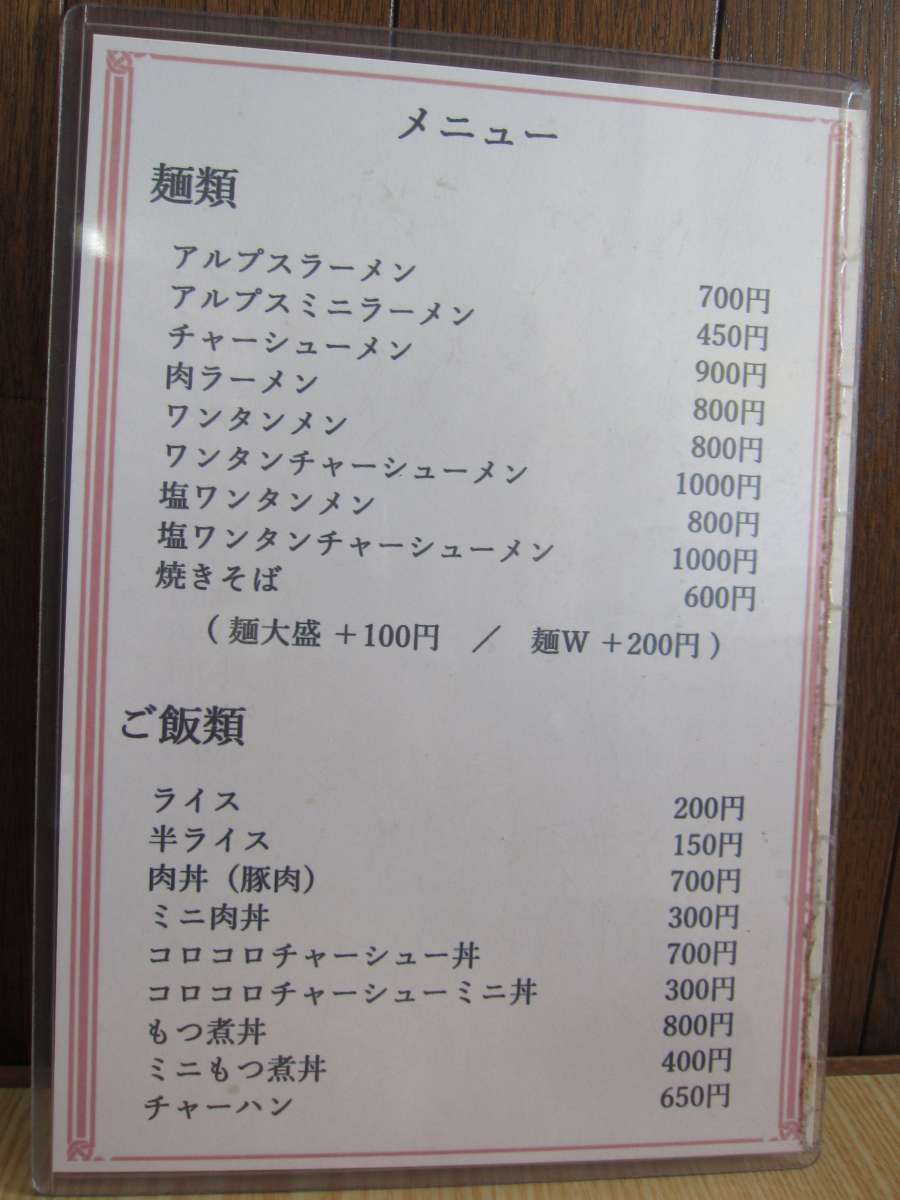 メニュー
麺類
アルプスラーメン 700円
アルプスミニラーメン 450円
チャーシューメン 900円
肉ラーメン 800円
ワンタンメン 800円
ワンタンチャーシューメン 1000円
塩ワンタンメン 800円
塩ワンタンチャーシューメン 1000円
焼きそば 600円
（ 麺大盛 ＋100円 ／ 麺W ＋200円 ）
ご飯類
ライス 200円
半ライス 150円
肉丼（豚肉） 700円
ミニ肉丼 300円
コロコロチャーシュー丼 700円
コロコロチャーシューミニ丼 300円
もつ煮丼 800円
ミニもつ煮丼 400円
チャーハン 650円